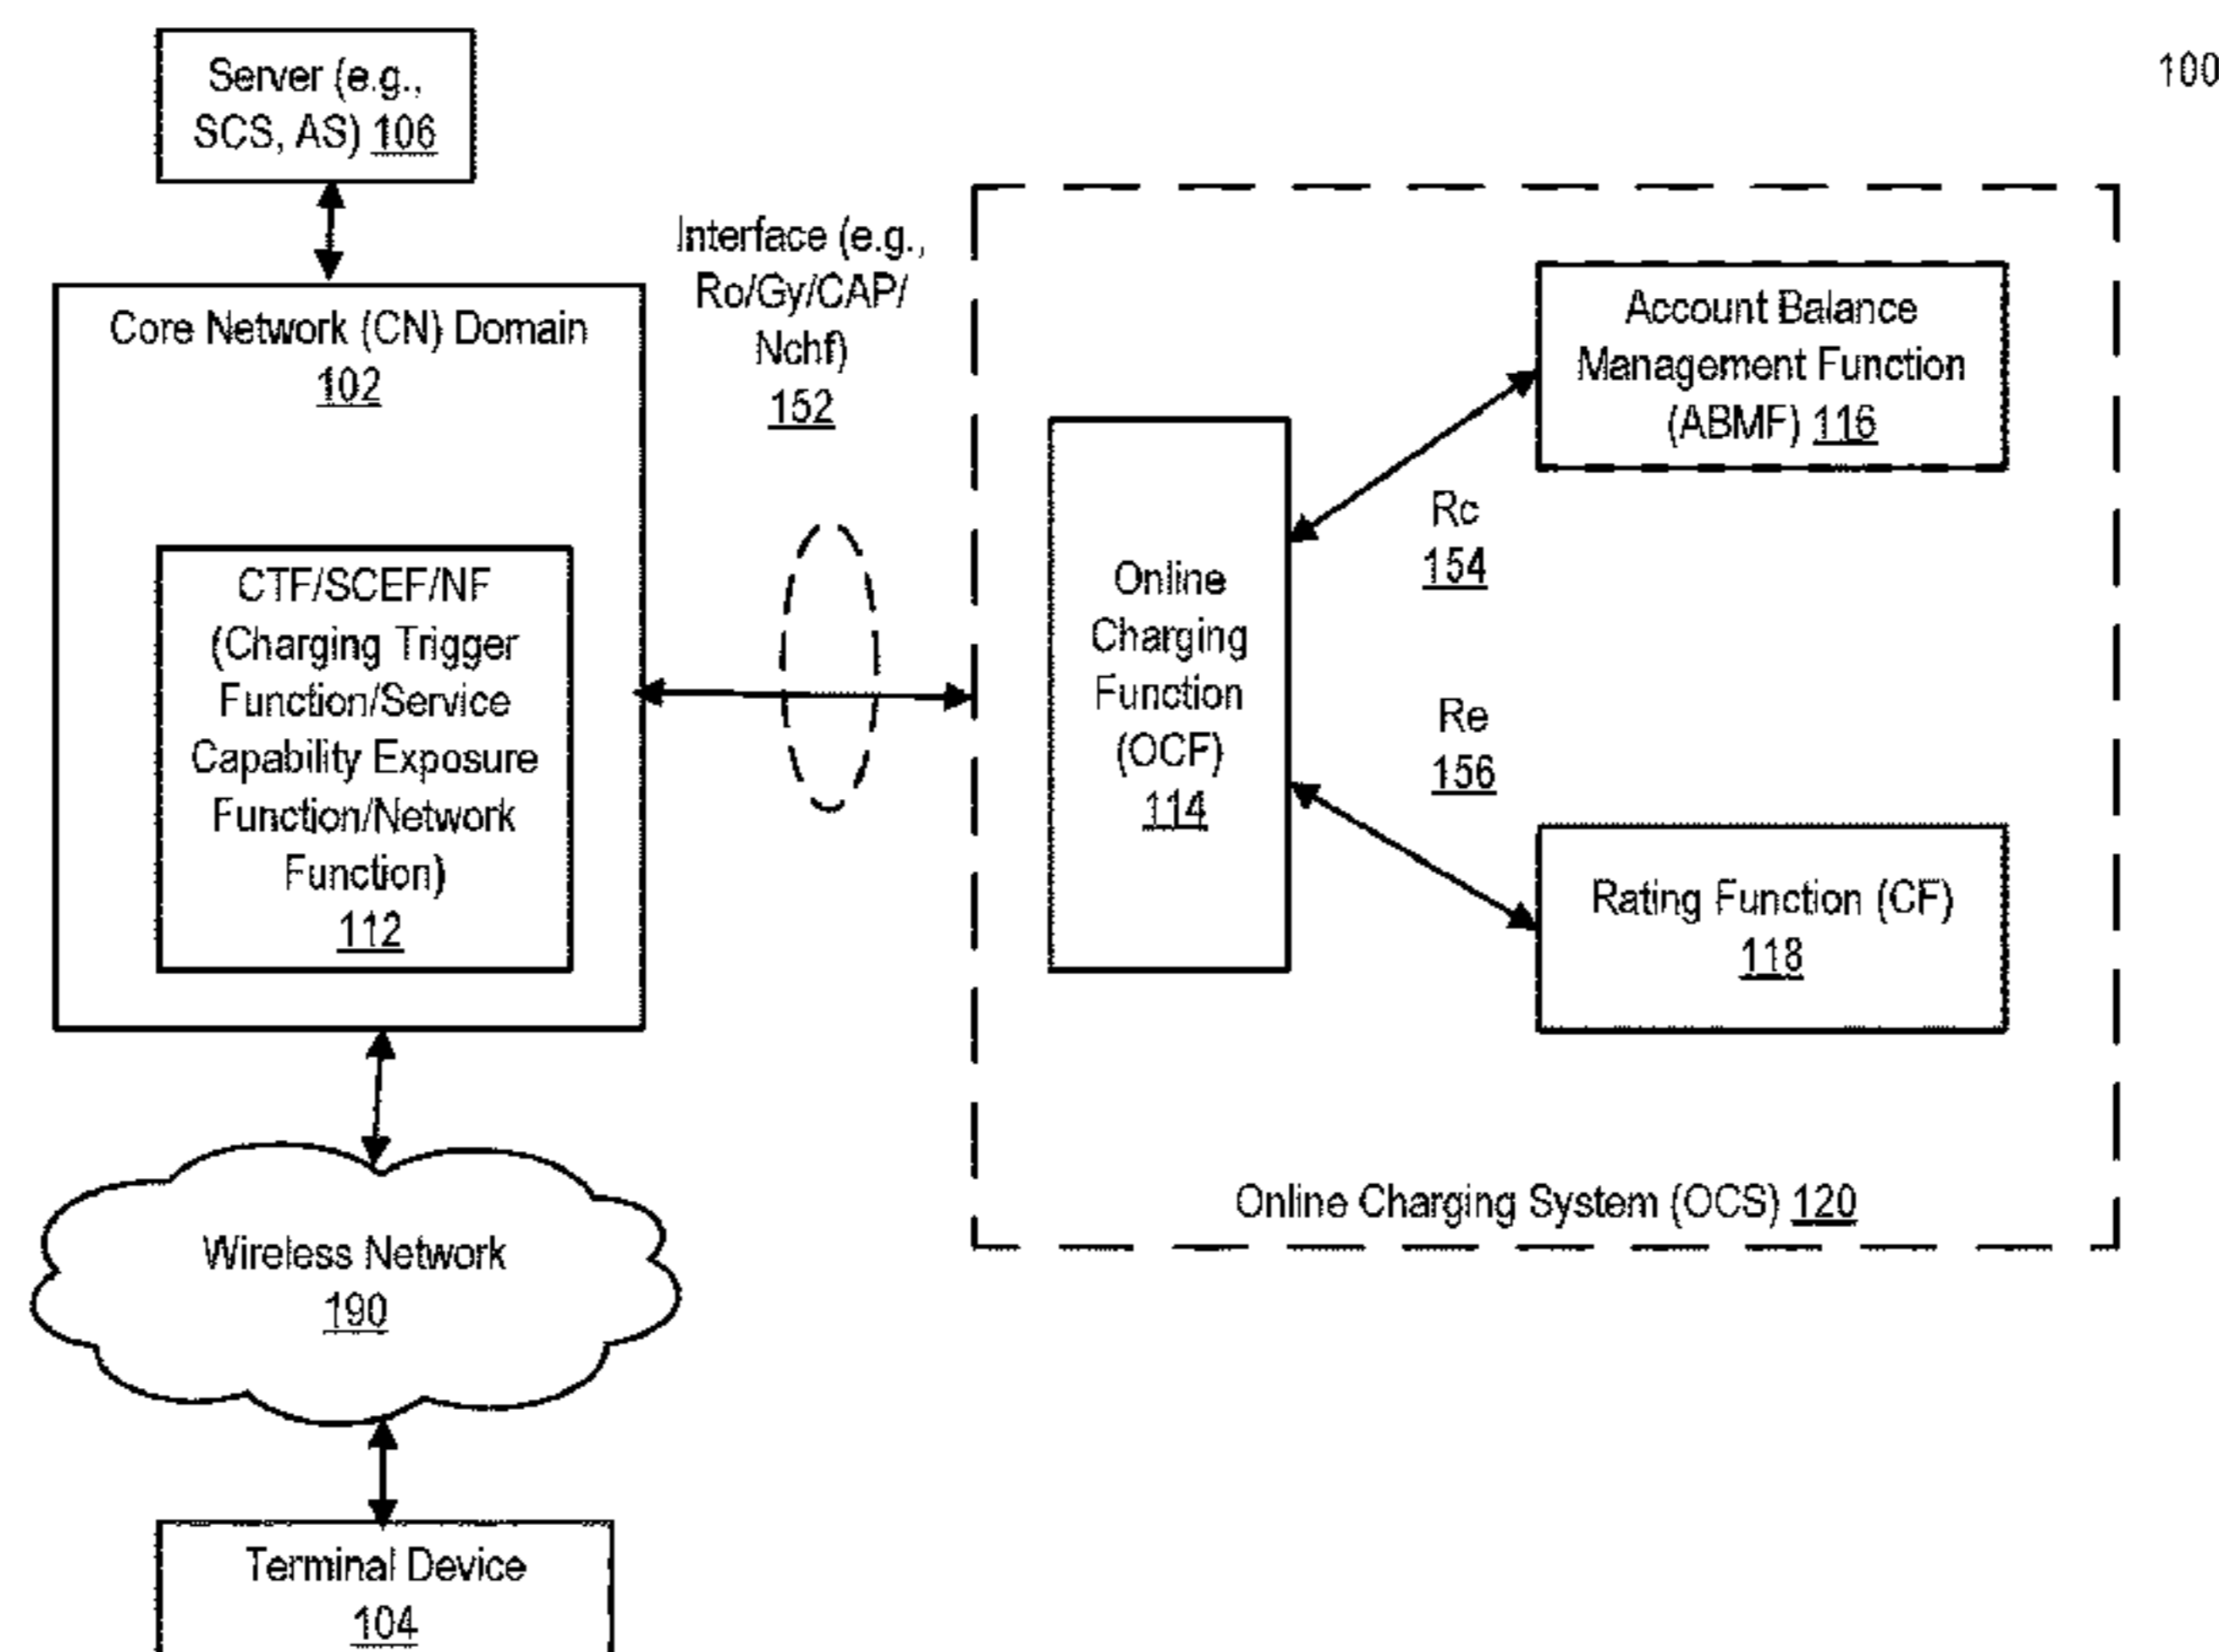 100
Server (e.g.,
SCS, AS) 106
Core Network (CN) Domain
102
CTF/SCEF/NF
(Charging Trigger
Function/Service
Capability Exposure
Function/Network
Function)
112
Interface (e.g.,
Ro/Gy/CAP/
Nchf)
152
Online
Charging
Function
(OCF)
114
Account Balance
Management Function
(ABMF) 116
Rc
154
Re
156
Rating Function (CF)
118
Online Charging System (OCS) 120
Wireless Network
190
Terminal Device
104